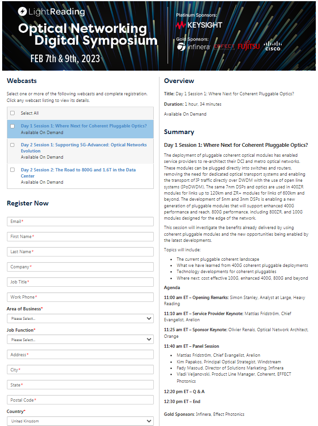 LightReading
Optical Networking
Digital Symposium
FEB 7th & 9th, 2023
Platinum Sponsors:
KEYSIGHT
Gold Sponsors:
infinera
FUJITSU
CISCO
Webcasts
Select one or more of the following webcasts and complete registration.
Click any webcast listing to view its details.
Select All
Day 1 Session 1: Where Next for Coherent Pluggable Optics?
Available On Demand
Day 1 Session 1: Supporting 5G-Advanced Optical Networks
Evolution
Available On Demand
Day 2 Session 2: The Road to 800G and 1.6T in the Data
Center
Available On Demand
Register Now
Email*
First Name*
Last Name*
Company*
Job Title*
Work Phone*
Area of Business*
Please Select...
Job Function*
Please Select...
Address*
City*
State*
Postal Code*
Country*
United Kingdom
Overview
Title: Day 1 Session 1: Where Next for Coherent Pluggable Optics?
Duration: 1 hour, 34 minutes
Available On Demand
Summary
Day 1 Session 1: Where Next for Coherent Pluggable Optics?
The deployment of pluggable coherent optical modules has enabled
service providers to re-architect their DCI and metro optical networks.
These modules can be plugged directly into switches and routers
removing the need for dedicated optical transport systems and enabling
the transport of IP traffic directly over DWDM with the use of open line
systems (IPoDWDM). The same 7nm DSPs and optics are used in 400ZR
modules for links up to 120km and ZR+ modules for links of 800km and
beyond. The development of 5nm and 3nm DSPs is enabling a new
generation of pluggable modules that will support enhanced 400G
performance and reach, 800G performance, including 800ZR, and 100G
modules designed for the edge of the network.
This session will investigate the benefits already delivered by using
coherent pluggable modules and the new opportunities being enabled by
the latest developments.
Topics will include:
The current pluggable coherent landscape
What we have learned from 400G coherent pluggable deployments
Technology developments for coherent pluggables
Where next: cost effective 100G, enhanced 400G, 800G and beyond
Agenda
11:00 am ET – Opening Remarks: Simon Stanley, Analyst at Large, Heavy
Reading
11:10 am ET – Service Provider Keynote: Mattias Fridström, Chief
Evangelist, Arelion
11:25 am ET – Sponsor Keynote: Olivier Renais, Optical Network Architect,
Orange
11:40 am ET – Panel Session
Mattias Fridström, Chief Evangelist, Arelion
Kim Papakos, Principal Optical Strategist, Windstream
Fady Masoud, Director of Solutions Marketing, Infinera
Vladi Veljanovski, Product Line Manager, Coherent, EFFECT
Photonics
12:20 pm ET – Q & A
12:30 pm ET – End
Gold Sponsors: Infinera, Effect Photonics